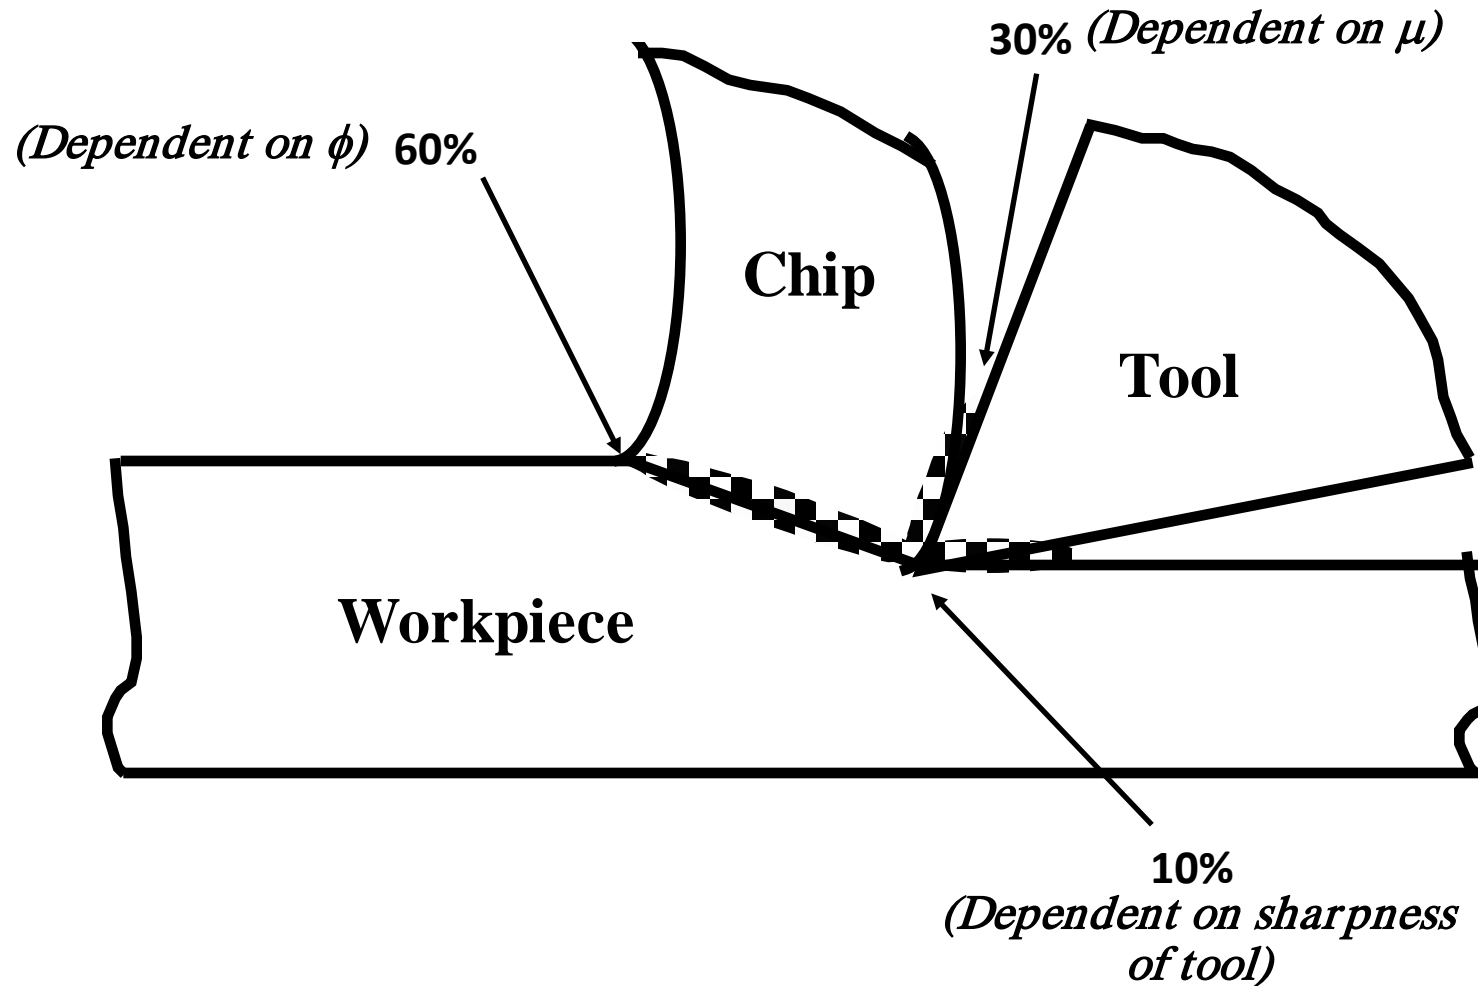 30% (Dependent on μ)
(Dependent on ϕ) 60%
Chip
Tool
Workpiece
10%
(Dependent on sharpness
of tool)